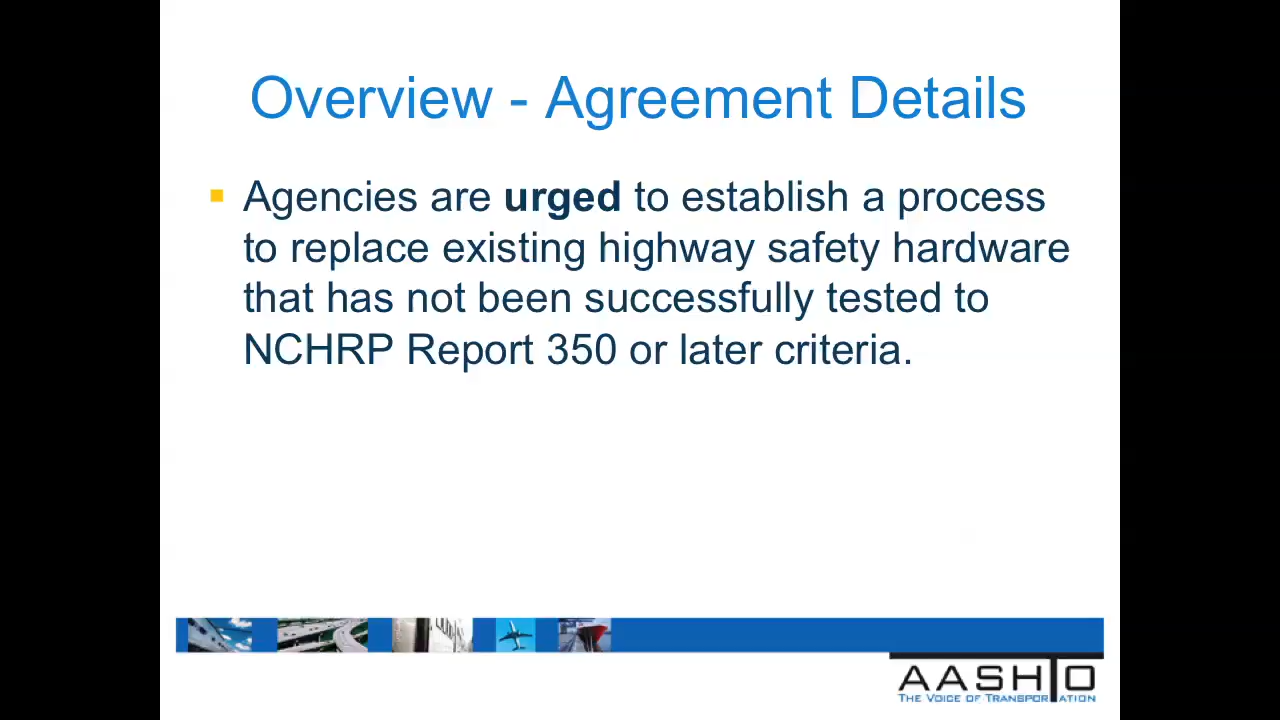 Overview - Agreement Details
Agencies are urged to establish a process
to replace existing highway safety hardware
that has not been successfully tested to
NCHRP Report 350 or later criteria.
AASHTO
THE VOICE OF TRANSPORTATION